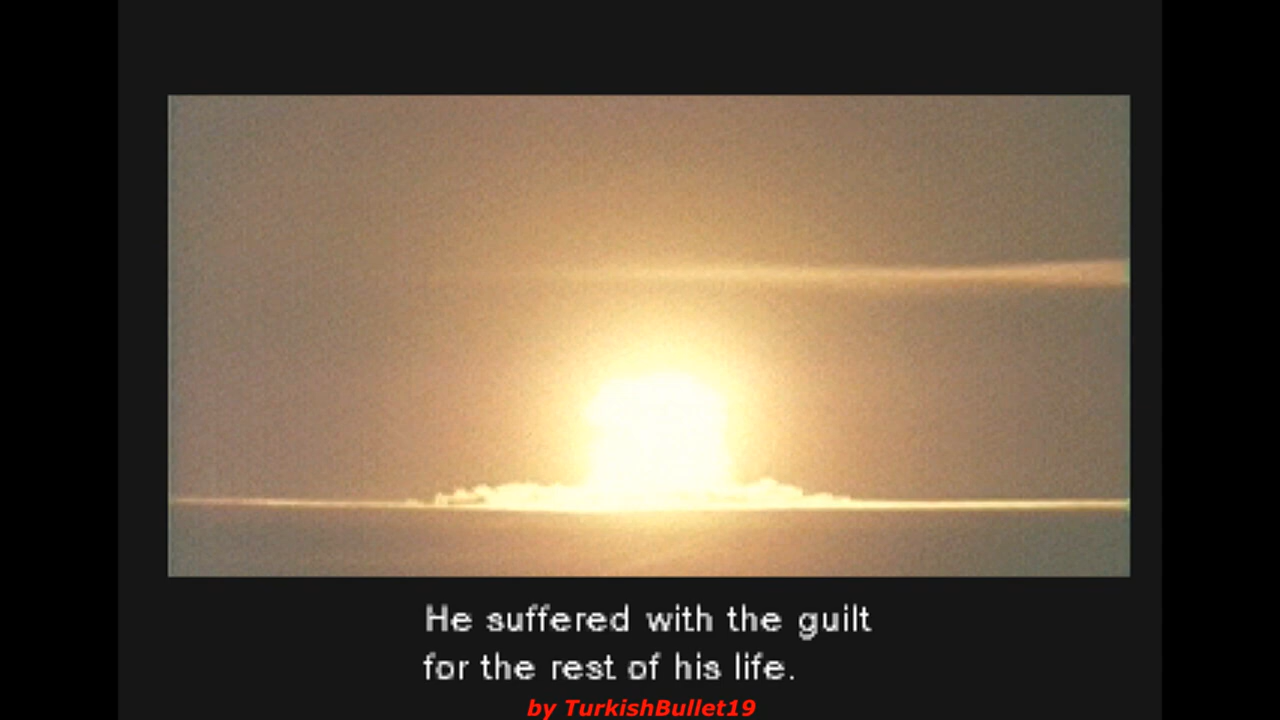 He suffered with the guilt
for the rest of his life.
by TurkishBullet19